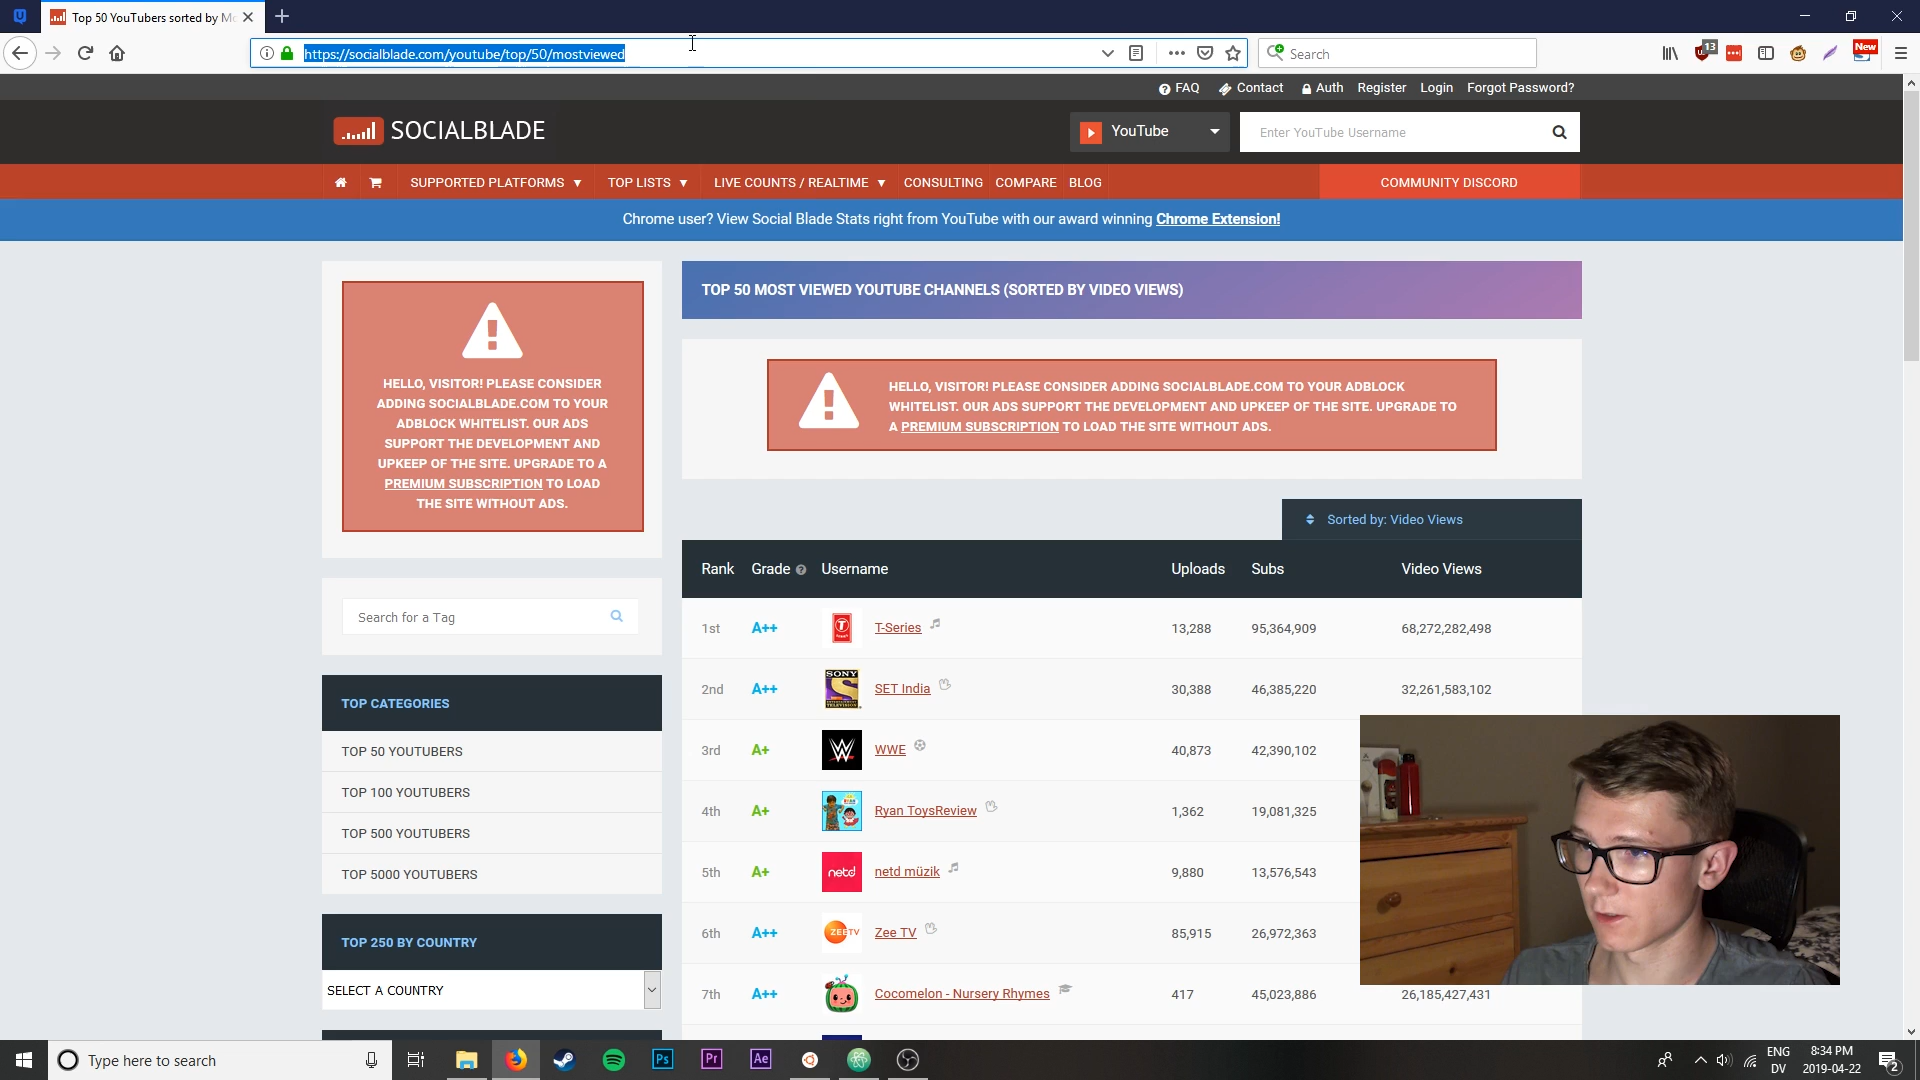 Top 50 YouTubers sorted by Mo
https://socialblade.com/youtube/top/50/mostviewed
Search
13
New
FAQ
Contact
Auth
Register
Login
Forgot Password?
SOCIALBLADE
YouTube
Enter YouTube Username
SUPPORTED PLATFORMS
TOP LISTS
LIVE COUNTS / REALTIME
CONSULTING
COMPARE
BLOG
COMMUNITY DISCORD
Chrome user? View Social Blade Stats right from YouTube with our award winning Chrome Extension!
HELLO, VISITOR! PLEASE CONSIDER
ADDING SOCIALBLADE.COM TO YOUR
ADBLOCK WHITELIST. OUR ADS
SUPPORT THE DEVELOPMENT AND
UPKEEP OF THE SITE. UPGRADE TO A
PREMIUM SUBSCRIPTION TO LOAD
THE SITE WITHOUT ADS.
Search for a Tag
TOP CATEGORIES
TOP 50 YOUTUBERS
TOP 100 YOUTUBERS
TOP 500 YOUTUBERS
TOP 5000 YOUTUBERS
TOP 250 BY COUNTRY
SELECT A COUNTRY
TOP 50 MOST VIEWED YOUTUBE CHANNELS (SORTED BY VIDEO VIEWS)
HELLO, VISITOR! PLEASE CONSIDER ADDING SOCIALBLADE.COM TO YOUR ADBLOCK
WHITELIST. OUR ADS SUPPORT THE DEVELOPMENT AND UPKEEP OF THE SITE. UPGRADE TO
A PREMIUM SUBSCRIPTION TO LOAD THE SITE WITHOUT ADS.
Sorted by: Video Views
Rank Grade Username Uploads Subs Video Views
1st A++ T-Series 13,288 95,364,909 68,272,282,498
2nd A++ SONY SET India 30,388 46,385,220 32,261,583,102
3rd A+ WWE 40,873 42,390,102
4th A+ Ryan ToysReview 1,362 19,081,325
5th A+ netd netd müzik 9,880 13,576,543
6th A++ ZEETV Zee TV 85,915 26,972,363
7th A++ Cocomelon - Nursery Rhymes 417 45,023,886 26,185,427,431
Type here to search
Ps
Pr
Ae
ENG
DV
8:34 PM
2019-04-22
2